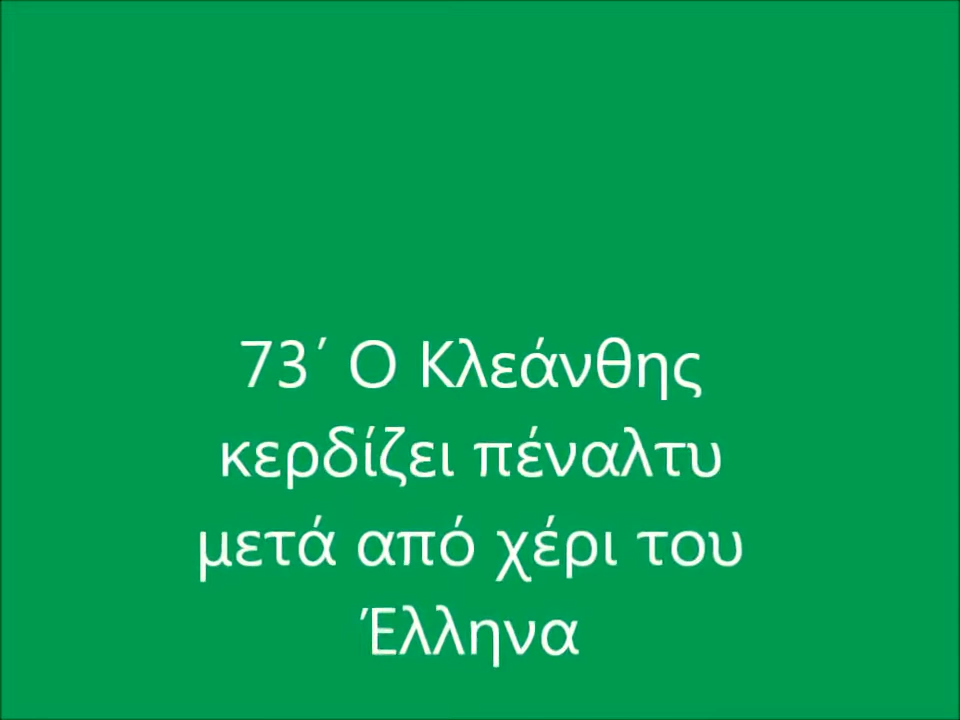 73΄ Ο Κλεάνθης
κερδίζει πέναλτυ
μετά από χέρι του
Έλληνα